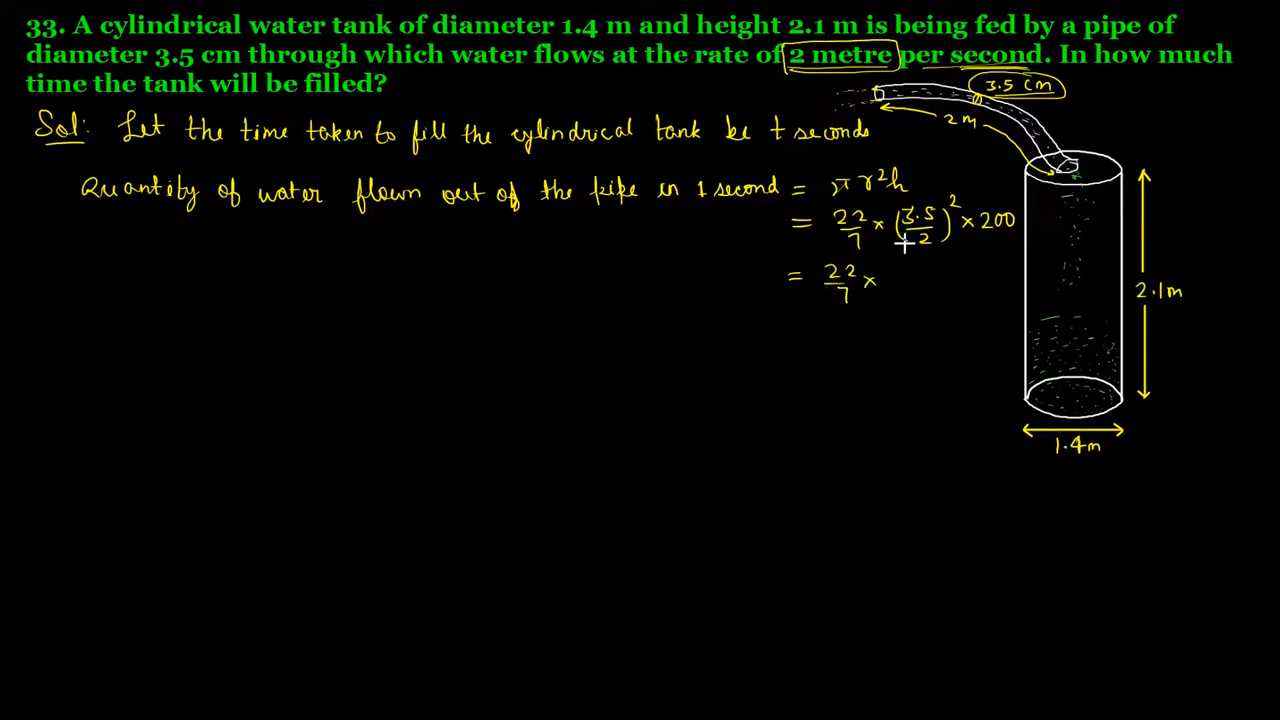 33. A cylindrical water tank of diameter 1.4 m and height 2.1 m is being fed by a pipe of
diameter 3.5 cm through which water flows at the rate of 2 metre per second. In how much
time the tank will be filled?
3.5 cm
2 m
Sol: Let the time taken to fill the cylindrical tank be t seconds
Quantity of water flown out of the pipe in 1 second = πr²h
= 22/7 × (3.5/2)² × 200
= 22/7 ×
2.1m
1.4m